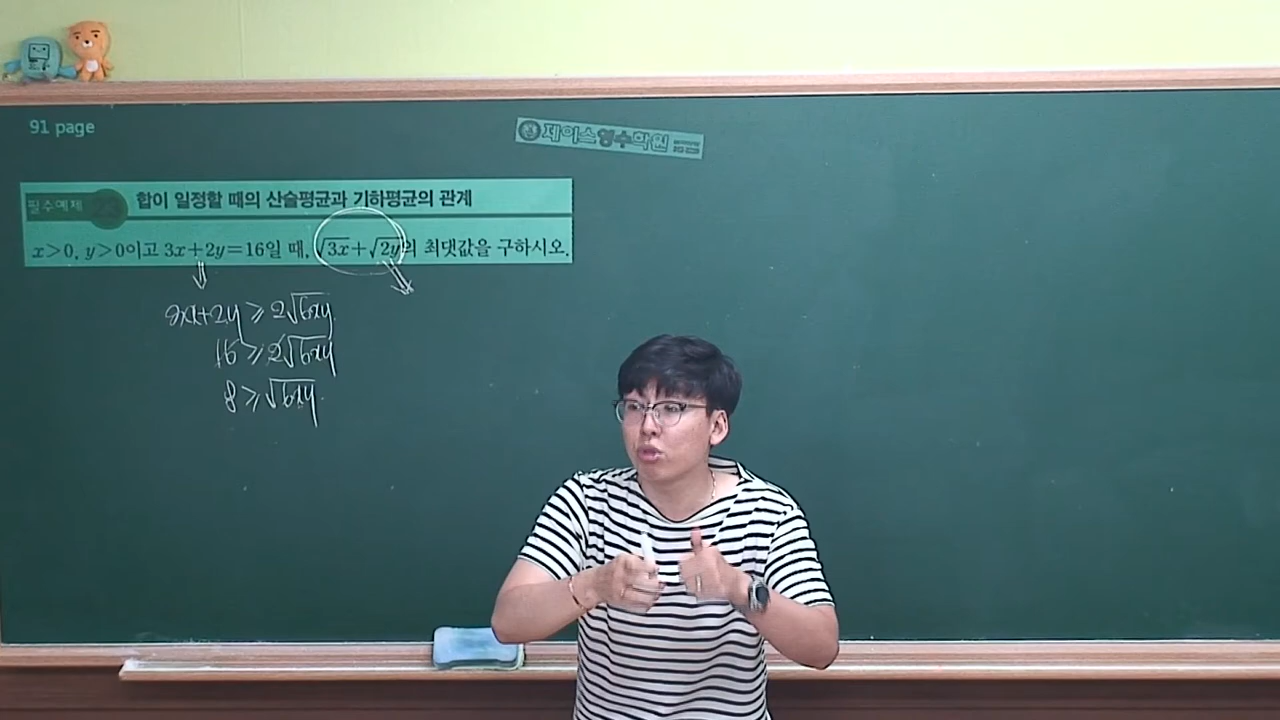 91 page
제이스영수학원
필수예제 23 합이 일정할 때의 산술평균과 기하평균의 관계
x>0, y>0이고 3x+2y=16일 때, √3x+√2y의 최댓값을 구하시오.
3x+2y ≥ 2√6xy
16 ≥ 2√6xy
8 ≥ √6xy